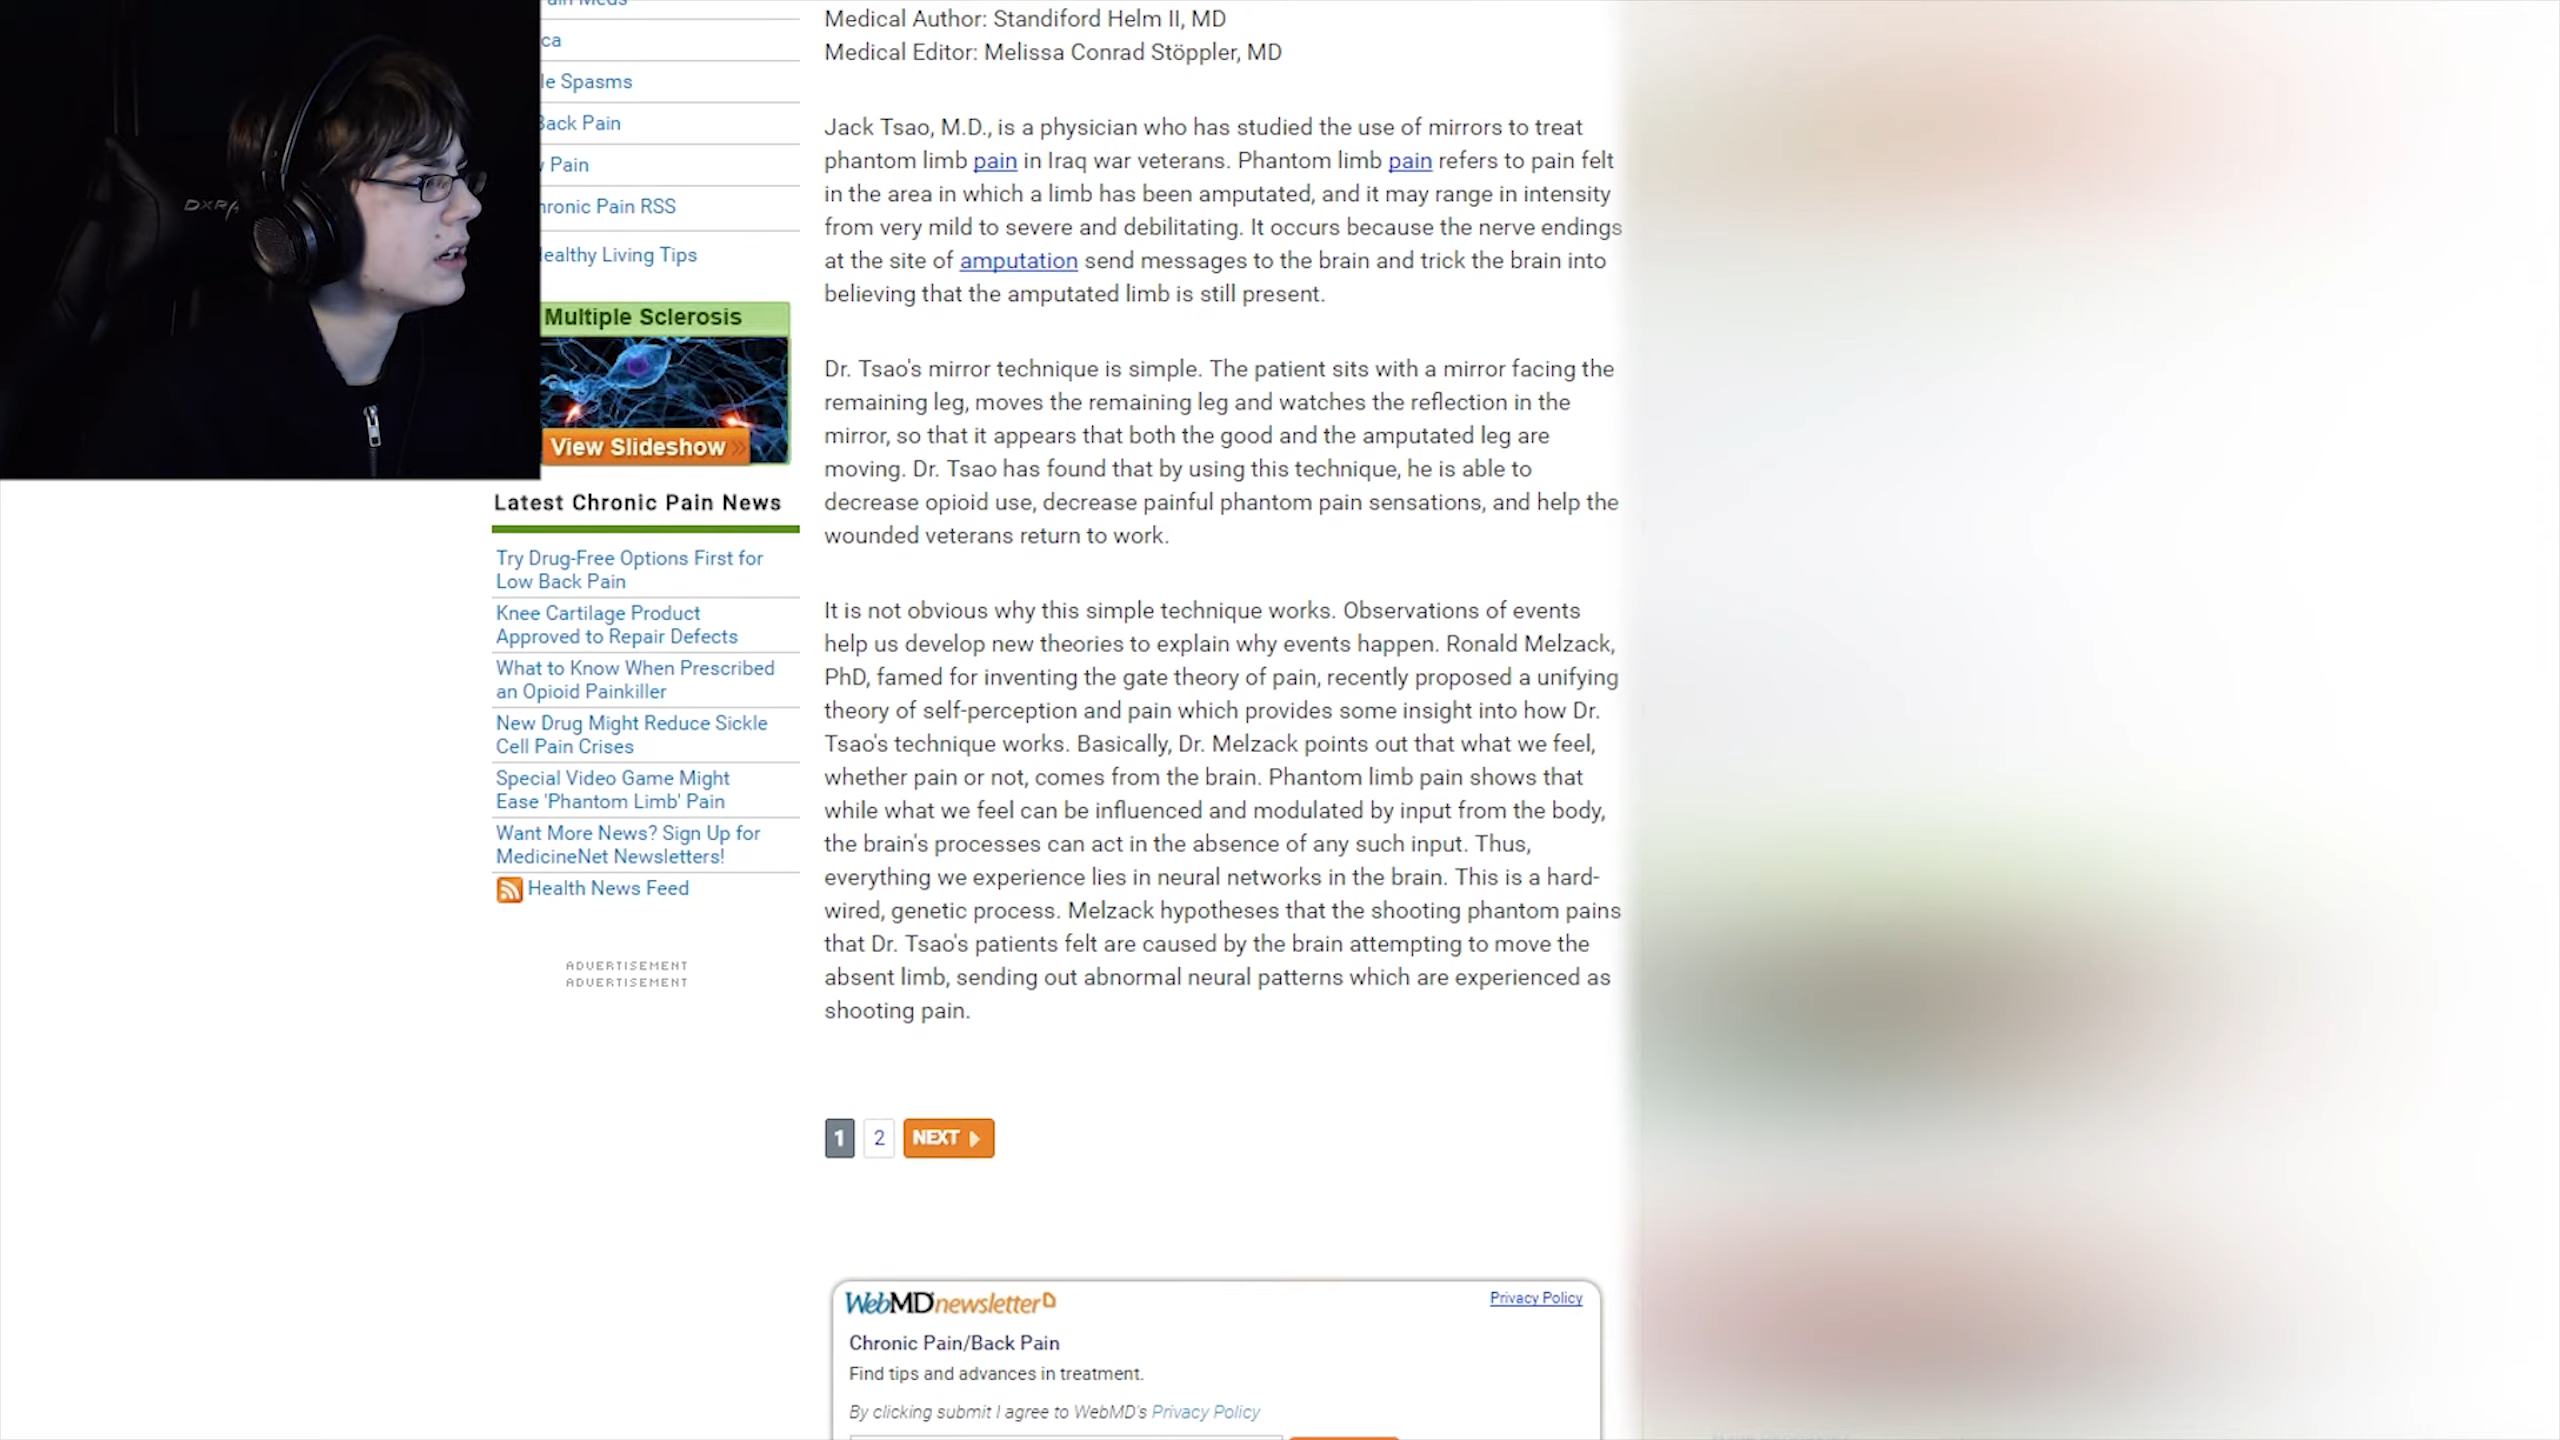 Medical Author: Standiford Helm II, MD
Medical Editor: Melissa Conrad Stöppler, MD
Jack Tsao, M.D., is a physician who has studied the use of mirrors to treat
phantom limb pain in Iraq war veterans. Phantom limb pain refers to pain felt
in the area in which a limb has been amputated, and it may range in intensity
from very mild to severe and debilitating. It occurs because the nerve endings
at the site of amputation send messages to the brain and trick the brain into
believing that the amputated limb is still present.
Dr. Tsao's mirror technique is simple. The patient sits with a mirror facing the
remaining leg, moves the remaining leg and watches the reflection in the
mirror, so that it appears that both the good and the amputated leg are
moving. Dr. Tsao has found that by using this technique, he is able to
decrease opioid use, decrease painful phantom pain sensations, and help the
wounded veterans return to work.
It is not obvious why this simple technique works. Observations of events
help us develop new theories to explain why events happen. Ronald Melzack,
PhD, famed for inventing the gate theory of pain, recently proposed a unifying
theory of self-perception and pain which provides some insight into how Dr.
Tsao's technique works. Basically, Dr. Melzack points out that what we feel,
whether pain or not, comes from the brain. Phantom limb pain shows that
while what we feel can be influenced and modulated by input from the body,
the brain's processes can act in the absence of any such input. Thus,
everything we experience lies in neural networks in the brain. This is a hard-
wired, genetic process. Melzack hypotheses that the shooting phantom pains
that Dr. Tsao's patients felt are caused by the brain attempting to move the
absent limb, sending out abnormal neural patterns which are experienced as
shooting pain.
1 2 NEXT
WebMD newsletter
Privacy Policy
Chronic Pain/Back Pain
Find tips and advances in treatment.
By clicking submit I agree to WebMD's Privacy Policy
Meds
ca
le Spasms
Back Pain
Pain
hronic Pain RSS
ealthy Living Tips
Multiple Sclerosis
View Slideshow »
Latest Chronic Pain News
Try Drug-Free Options First for
Low Back Pain
Knee Cartilage Product
Approved to Repair Defects
What to Know When Prescribed
an Opioid Painkiller
New Drug Might Reduce Sickle
Cell Pain Crises
Special Video Game Might
Ease 'Phantom Limb' Pain
Want More News? Sign Up for
MedicineNet Newsletters!
Health News Feed
ADVERTISEMENT
ADVERTISEMENT
DXRA